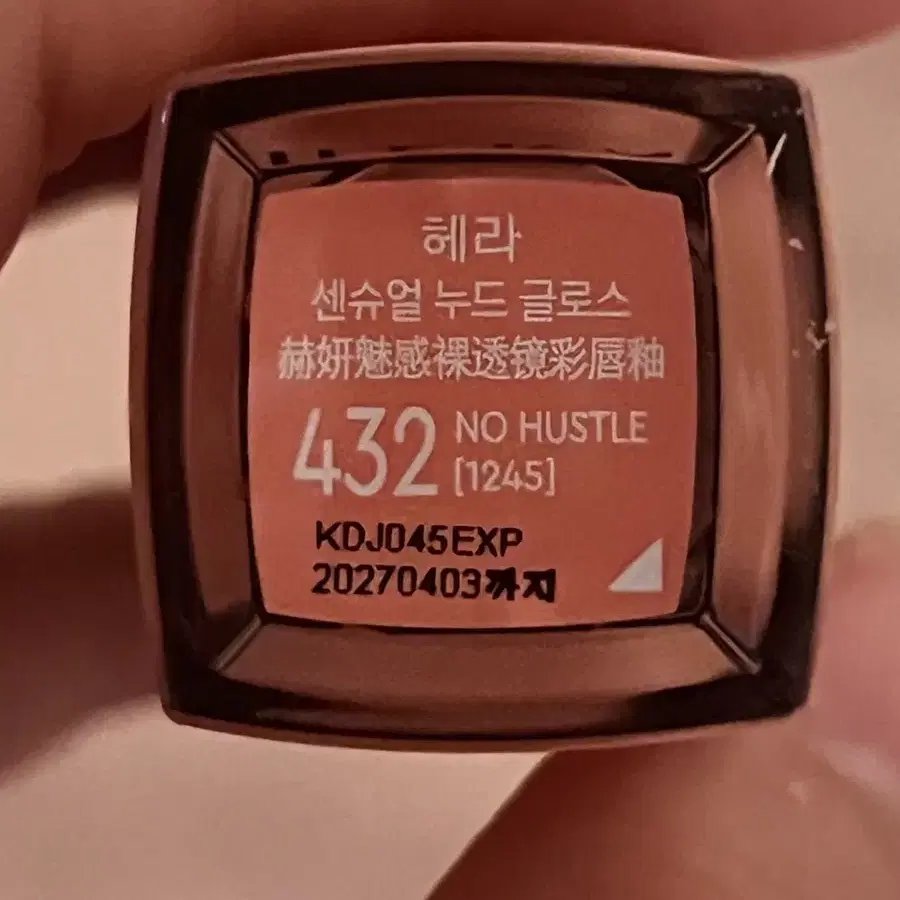 헤라
센슈얼 누드 글로스
赫妍魅感裸透镜彩唇釉
432 NO HUSTLE
[1245]
KDJ045EXP
20270403까지